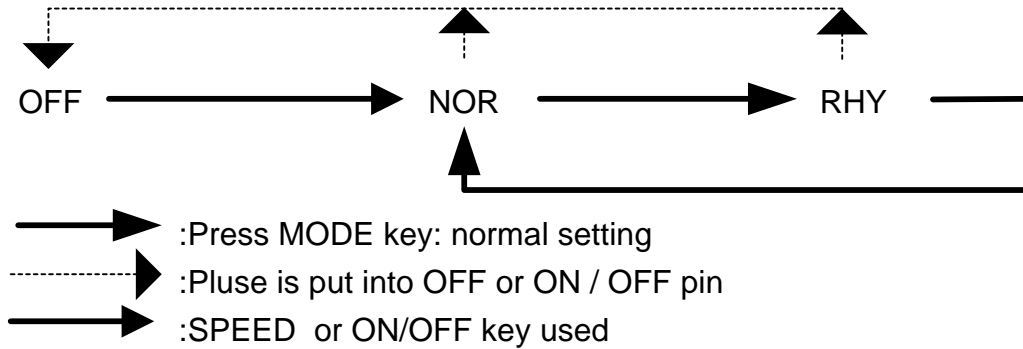 OFF NOR RHY
:Press MODE key: normal setting
:Pluse is put into OFF or ON / OFF pin
:SPEED or ON/OFF key used